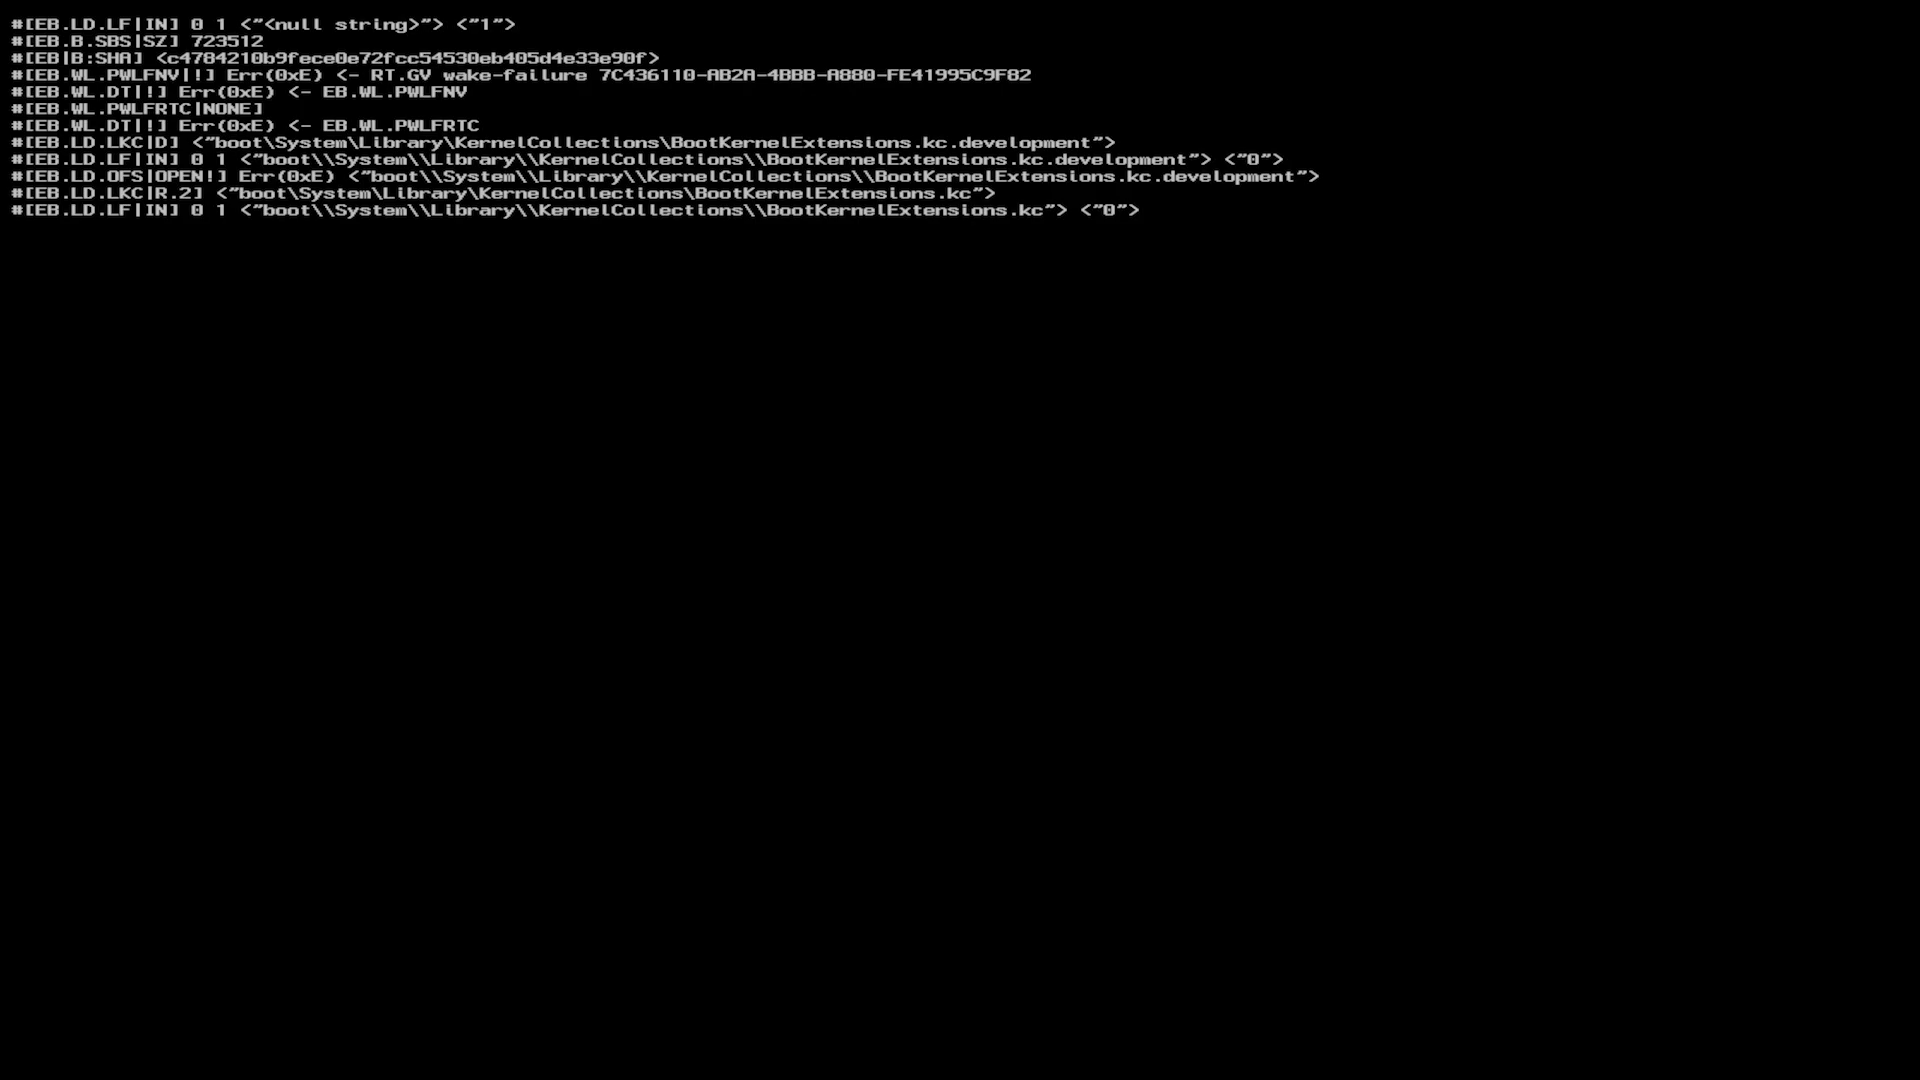 #[EB.LD.LF|IN] 0 1 <"<null string>"> <"1">
#[EB.B.SBS|SZ] 723512
#[EB|B:SHA] <c4784210b9fece0e72fcc54530eb405d4e33e90f>
#[EB.WL.PWLFNV|!] Err(0xE) <- RT.GV wake-failure 7C436110-AB2A-4BBB-A880-FE41995C9F82
#[EB.WL.DT|!] Err(0xE) <- EB.WL.PWLFNV
#[EB.WL.PWLFRTC|NONE]
#[EB.WL.DT|!] Err(0xE) <- EB.WL.PWLFRTC
#[EB.LD.LKC|D] <"boot\System\Library\KernelCollections\BootKernelExtensions.kc.development">
#[EB.LD.LF|IN] 0 1 <"boot\\System\\Library\\KernelCollections\\BootKernelExtensions.kc.development"> <"0">
#[EB.LD.OFS|OPEN!] Err(0xE) <"boot\\System\\Library\\KernelCollections\\BootKernelExtensions.kc.development">
#[EB.LD.LKC|R.2] <"boot\System\Library\KernelCollections\BootKernelExtensions.kc">
#[EB.LD.LF|IN] 0 1 <"boot\\System\\Library\\KernelCollections\\BootKernelExtensions.kc"> <"0">